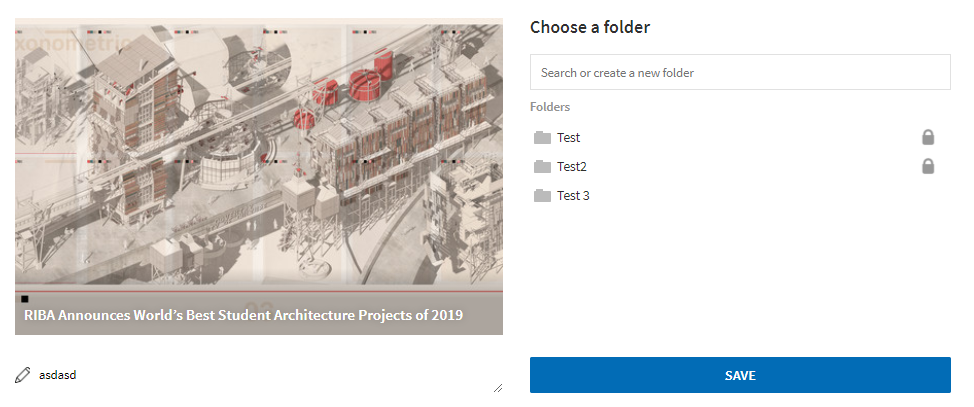 xonometric
RIBA Announces World’s Best Student Architecture Projects of 2019
asdasd
Choose a folder
Search or create a new folder
Folders
Test
Test2
Test 3
SAVE